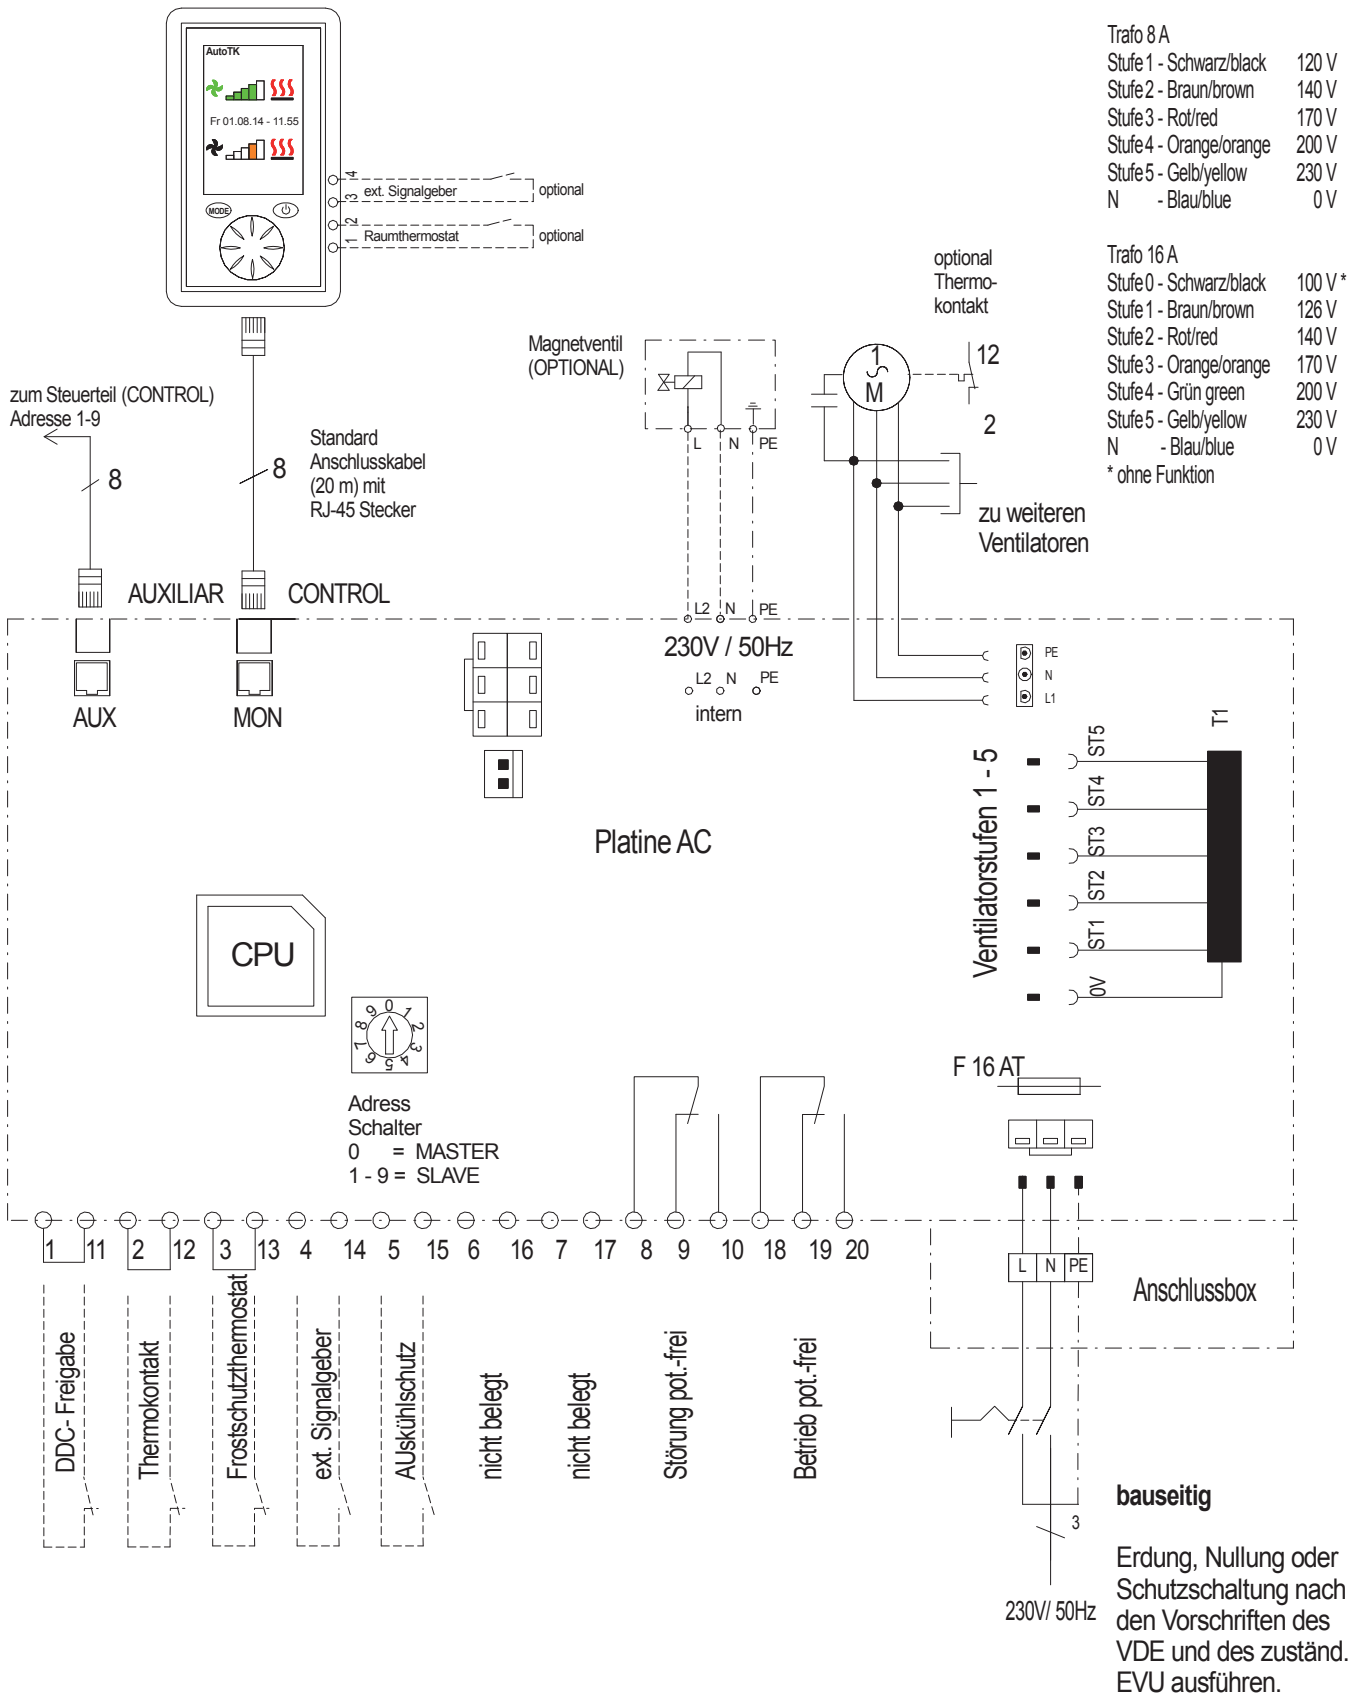 AutoTK
Fr 01.08.14 - 11.55
MODE
4
3
ext. Signalgeber
optional
2
1
Raumthermostat
optional
Trafo 8 A
Stufe 1 - Schwarz/black 120 V
Stufe 2 - Braun/brown 140 V
Stufe 3 - Rot/red 170 V
Stufe 4 - Orange/orange 200 V
Stufe 5 - Gelb/yellow 230 V
N - Blau/blue 0 V
Trafo 16 A
Stufe 0 - Schwarz/black 100 V *
Stufe 1 - Braun/brown 126 V
Stufe 2 - Rot/red 140 V
Stufe 3 - Orange/orange 170 V
Stufe 4 - Grün green 200 V
Stufe 5 - Gelb/yellow 230 V
N - Blau/blue 0 V
* ohne Funktion
optional
Thermo-
kontakt
12
2
1
M
Magnetventil
(OPTIONAL)
L N PE
zu weiteren
Ventilatoren
zum Steuerteil (CONTROL)
Adresse 1-9
8
Standard
Anschlusskabel
(20 m) mit
RJ-45 Stecker
8
AUXILIAR
CONTROL
AUX
MON
L2 N PE
230V / 50Hz
L2 N PE
intern
PE
N
L1
T1
Ventilatorstufen 1 - 5
ST5
ST4
ST3
ST2
ST1
0V
Platine AC
CPU
0 1 2 3 4 5 6 7 8 9
Adress
Schalter
0 = MASTER
1 - 9 = SLAVE
F 16 AT
1 11 2 12 3 13 4 14 5 15 6 16 7 17 8 9 10 18 19 20
DDC- Freigabe
Thermokontakt
Frostschutzthermostat
ext. Signalgeber
AUskühlschutz
nicht belegt
nicht belegt
Störung pot.-frei
Betrieb pot.-frei
L N PE
Anschlussbox
3
230V/ 50Hz
bauseitig
Erdung, Nullung oder
Schutzschaltung nach
den Vorschriften des
VDE und des zuständ.
EVU ausführen.